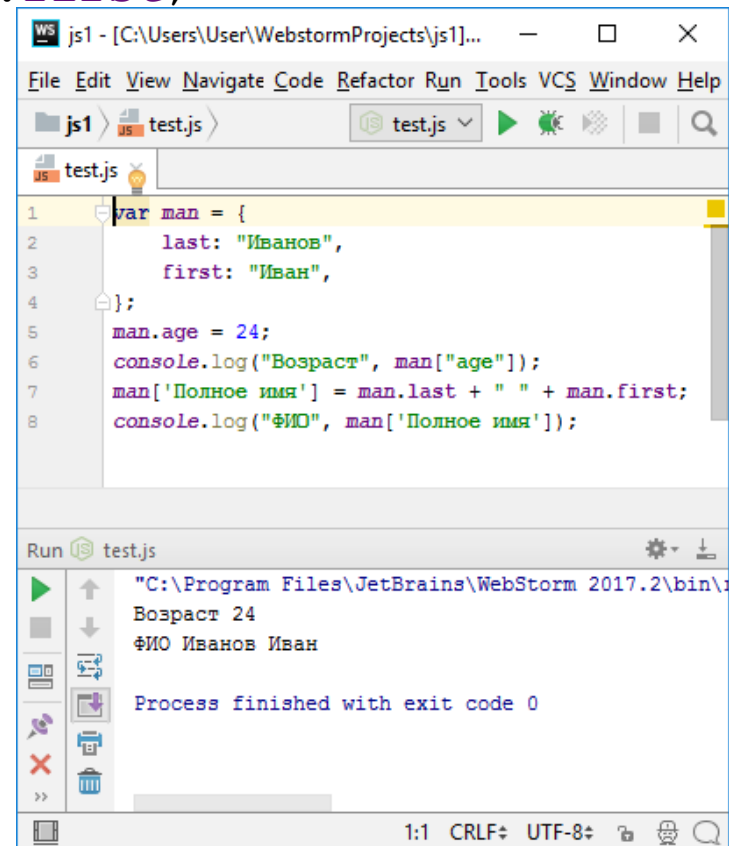 js1 - [C:\Users\User\WebstormProjects\js1]...
File Edit View Navigate Code Refactor Run Tools VCS Window Help
js1 test.js test.js
test.js
1 var man = {
2 last: "Иванов",
3 first: "Иван",
4 };
5 man.age = 24;
6 console.log("Возраст", man["age"]);
7 man['Полное имя'] = man.last + " " + man.first;
8 console.log("ФИО", man['Полное имя']);
Run test.js
"C:\Program Files\JetBrains\WebStorm 2017.2\bin\
Возраст 24
ФИО Иванов Иван
Process finished with exit code 0
1:1 CRLF UTF-8